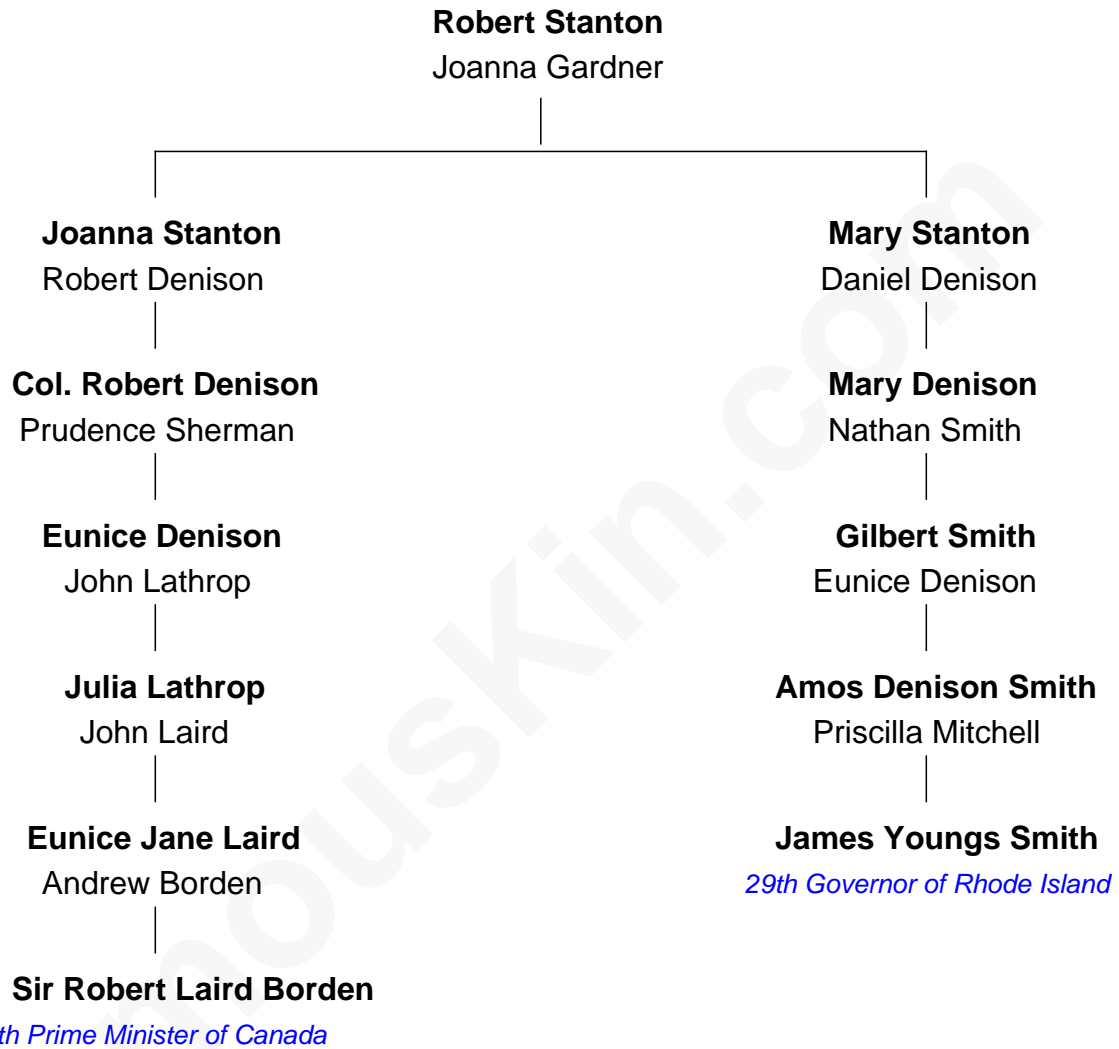 Robert Stanton
Joanna Gardner
Joanna Stanton
Robert Denison
Mary Stanton
Daniel Denison
Col. Robert Denison
Prudence Sherman
Mary Denison
Nathan Smith
Eunice Denison
John Lathrop
Gilbert Smith
Eunice Denison
Julia Lathrop
John Laird
Amos Denison Smith
Priscilla Mitchell
Eunice Jane Laird
Andrew Borden
James Youngs Smith
29th Governor of Rhode Island
Sir Robert Laird Borden
th Prime Minister of Canada
mouskin.com